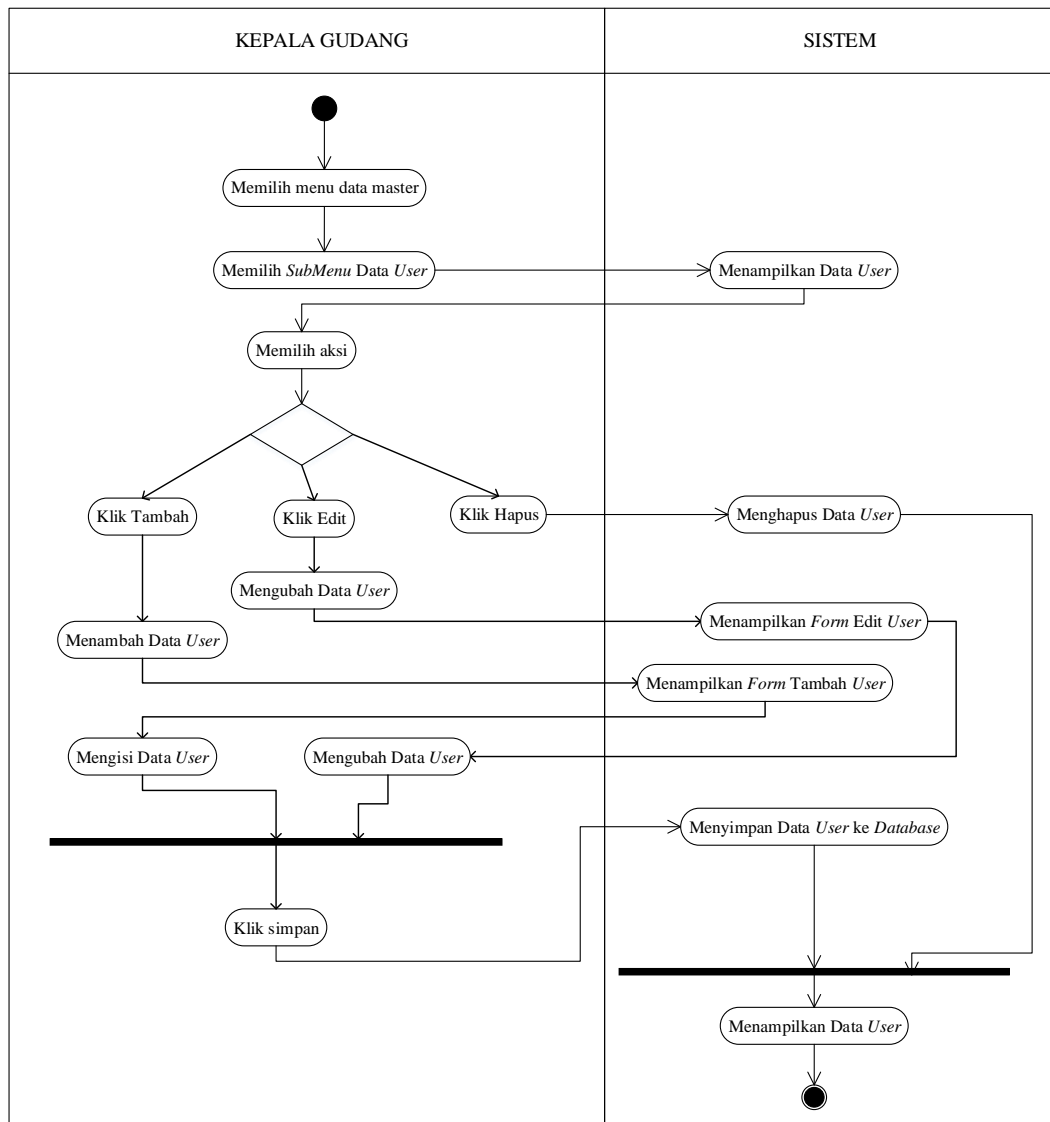 KEPALA GUDANG
SISTEM
Memilih menu data master
Memilih SubMenu Data User
Menampilkan Data User
Memilih aksi
Klik Tambah
Klik Edit
Klik Hapus
Menghapus Data User
Mengubah Data User
Menambah Data User
Menampilkan Form Edit User
Menampilkan Form Tambah User
Mengisi Data User
Mengubah Data User
Menyimpan Data User ke Database
Klik simpan
Menampilkan Data User